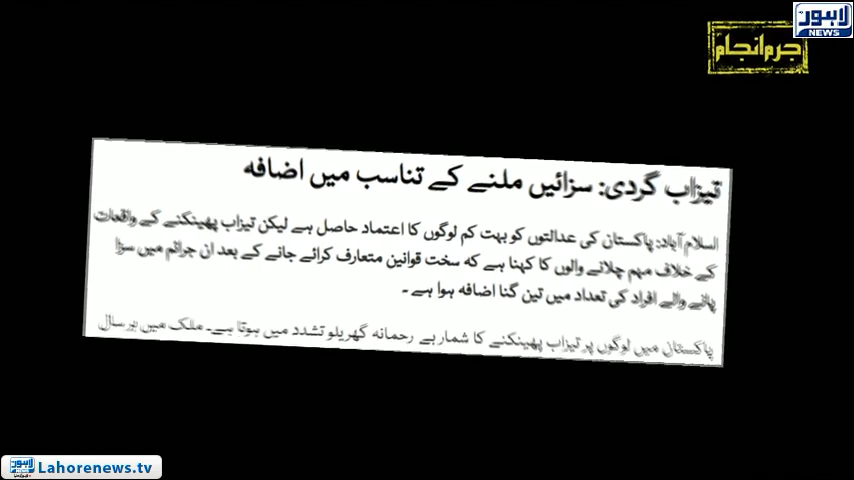 لاہور
NEWS
جرم انجام
تیزاب گردی: سزائیں ملنے کے تناسب میں اضافہ
اسلام آباد: پاکستان کی عدالتوں کو بہت کم لوگوں کا اعتماد حاصل ہے لیکن تیزاب پھینکنے کے واقعات
کے خلاف مہم چلانے والوں کا کہنا ہے کہ سخت قوانین متعارف کرائے جانے کے بعد ان جرائم میں سزا
پانے والے افراد کی تعداد میں تین گنا اضافہ ہوا ہے ۔
پاکستان میں لوگوں پر تیزاب پھینکنے کا شمار بے رحمانہ گھریلو تشدد میں ہوتا ہے۔ ملک میں ہر سال
لاہور
Lahorenews.tv